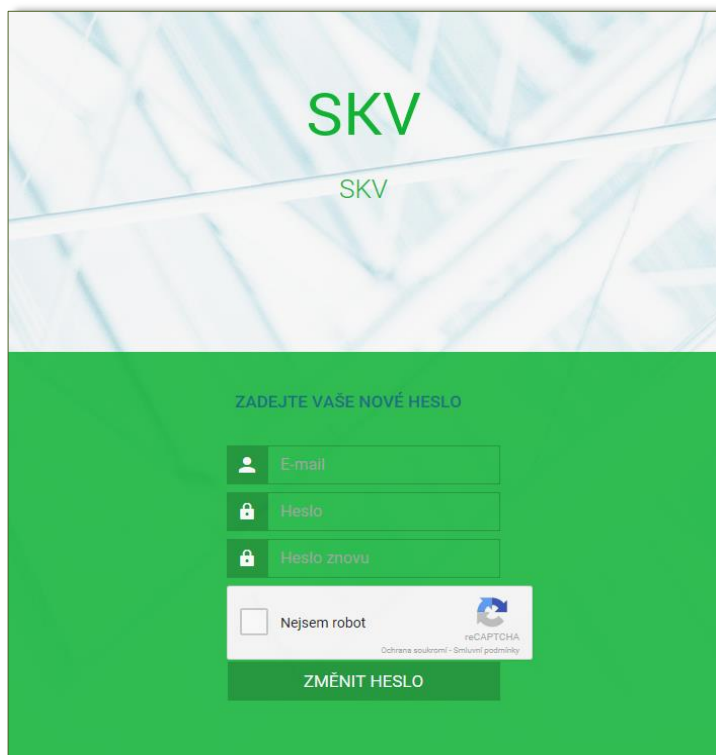 SKV
SKV
ZADEJTE VAŠE NOVÉ HESLO
E-mail
Heslo
Heslo znovu
Nejsem robot
reCAPTCHA
Ochrana soukromí - Smluvní podmínky
ZMĚNIT HESLO